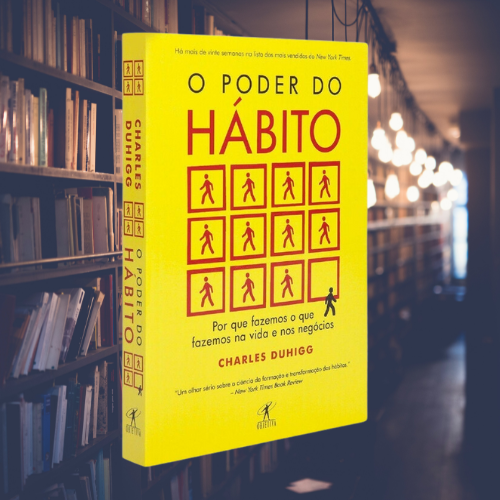 Há mais de vinte semanas na lista dos mais vendidos do New York Times
O PODER DO
HÁBITO
Por que fazemos o que
fazemos na vida e nos negócios
CHARLES DUHIGG
"Um olhar sério sobre a ciência da formação e transformação dos hábitos."
– New York Times Book Review
OBJETIVA
CHARLES
DUHIGG
O PODER DO
HÁBITO